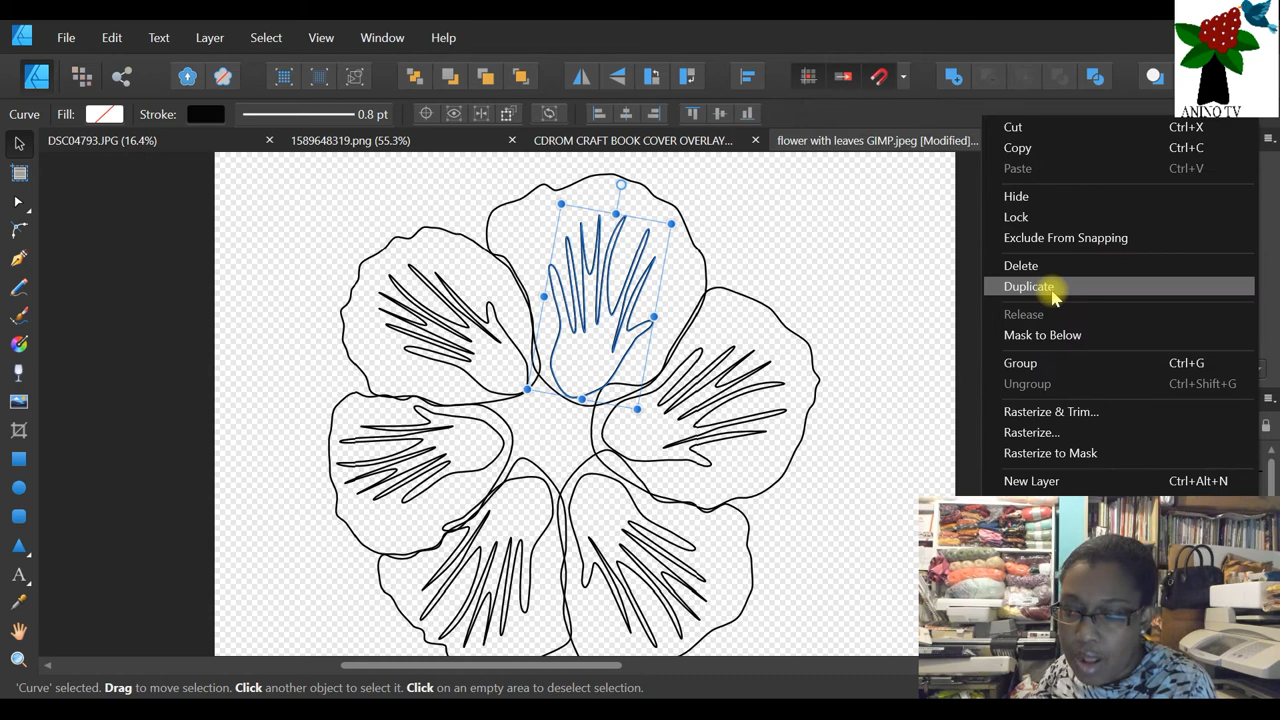 ANINO TV
File Edit Text Layer Select View Window Help
Curve Fill: Stroke: 0.8 pt
DSC04793.JPG (16.4%) 1589648319.png (55.3%) CDROM CRAFT BOOK COVER OVERLAY... flower with leaves GIMP.jpeg [Modified]...
Cut Ctrl+X
Copy Ctrl+C
Paste Ctrl+V
Hide
Lock
Exclude From Snapping
Delete
Duplicate
Release
Mask to Below
Group Ctrl+G
Ungroup Ctrl+Shift+G
Rasterize & Trim...
Rasterize...
Rasterize to Mask
New Layer Ctrl+Alt+N
A
'Curve' selected. Drag to move selection. Click another object to select it. Click on an empty area to deselect selection.